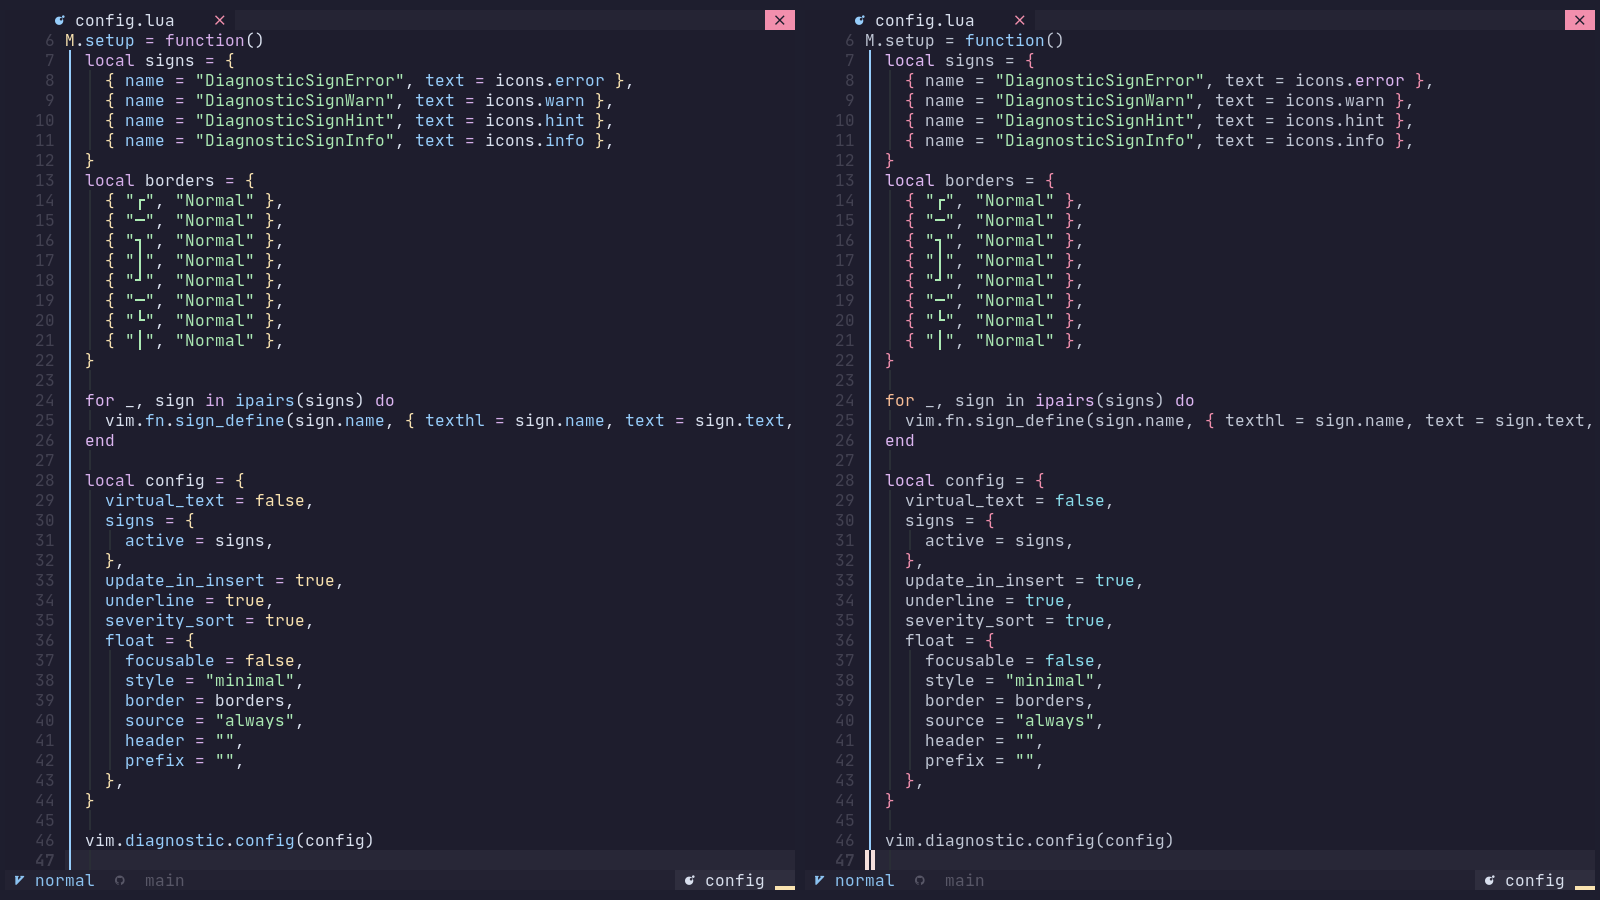 config.lua ✕ ✕
6 M.setup = function()
7 local signs = {
8 { name = "DiagnosticSignError", text = icons.error },
9 { name = "DiagnosticSignWarn", text = icons.warn },
10 { name = "DiagnosticSignHint", text = icons.hint },
11 { name = "DiagnosticSignInfo", text = icons.info },
12 }
13 local borders = {
14 { "┏", "Normal" },
15 { "━", "Normal" },
16 { "┓", "Normal" },
17 { "┃", "Normal" },
18 { "┛", "Normal" },
19 { "━", "Normal" },
20 { "┗", "Normal" },
21 { "┃", "Normal" },
22 }
23
24 for _, sign in ipairs(signs) do
25 vim.fn.sign_define(sign.name, { texthl = sign.name, text = sign.text,
26 end
27
28 local config = {
29 virtual_text = false,
30 signs = {
31 active = signs,
32 },
33 update_in_insert = true,
34 underline = true,
35 severity_sort = true,
36 float = {
37 focusable = false,
38 style = "minimal",
39 border = borders,
40 source = "always",
41 header = "",
42 prefix = "",
43 },
44 }
45
46 vim.diagnostic.config(config)
47
normal main config
config.lua ✕ ✕
6 M.setup = function()
7 local signs = {
8 { name = "DiagnosticSignError", text = icons.error },
9 { name = "DiagnosticSignWarn", text = icons.warn },
10 { name = "DiagnosticSignHint", text = icons.hint },
11 { name = "DiagnosticSignInfo", text = icons.info },
12 }
13 local borders = {
14 { "┏", "Normal" },
15 { "━", "Normal" },
16 { "┓", "Normal" },
17 { "┃", "Normal" },
18 { "┛", "Normal" },
19 { "━", "Normal" },
20 { "┗", "Normal" },
21 { "┃", "Normal" },
22 }
23
24 for _, sign in ipairs(signs) do
25 vim.fn.sign_define(sign.name, { texthl = sign.name, text = sign.text,
26 end
27
28 local config = {
29 virtual_text = false,
30 signs = {
31 active = signs,
32 },
33 update_in_insert = true,
34 underline = true,
35 severity_sort = true,
36 float = {
37 focusable = false,
38 style = "minimal",
39 border = borders,
40 source = "always",
41 header = "",
42 prefix = "",
43 },
44 }
45
46 vim.diagnostic.config(config)
47
normal main config